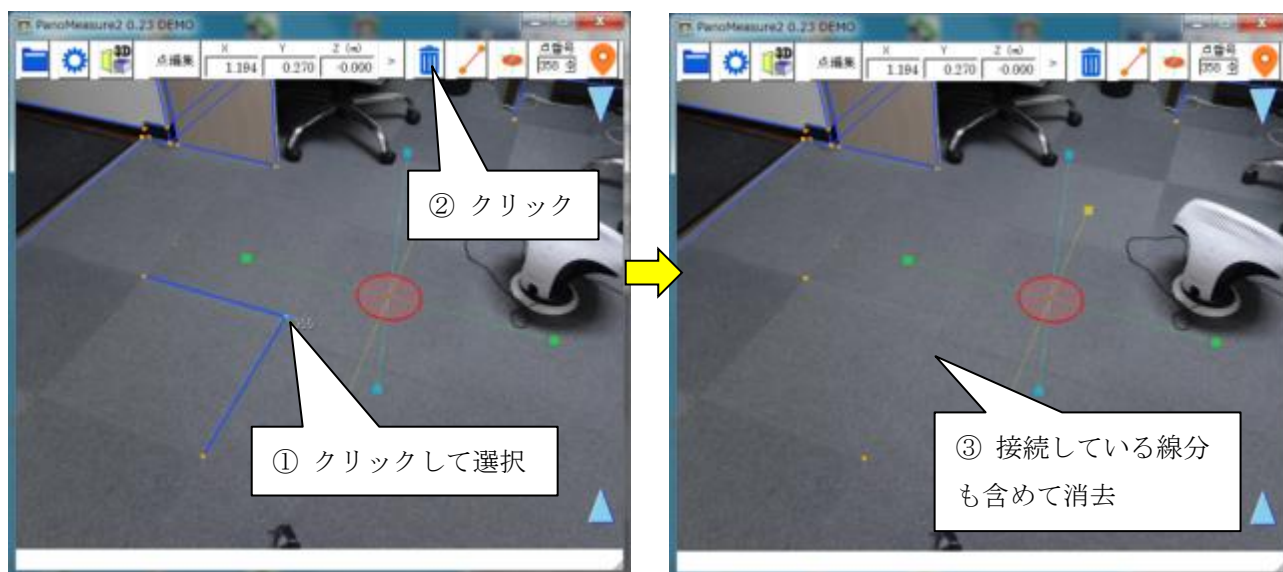 PanoMeasure2 0.23 DEMO
3D 点編集 X Y Z (m) 点番号
1.194 0.270 -0.000 >
② クリック
① クリックして選択
PanoMeasure2 0.23 DEMO
3D 点編集 X Y Z (m) 点番号
1.194 0.270 -0.000 >
③ 接続している線分
も含めて消去